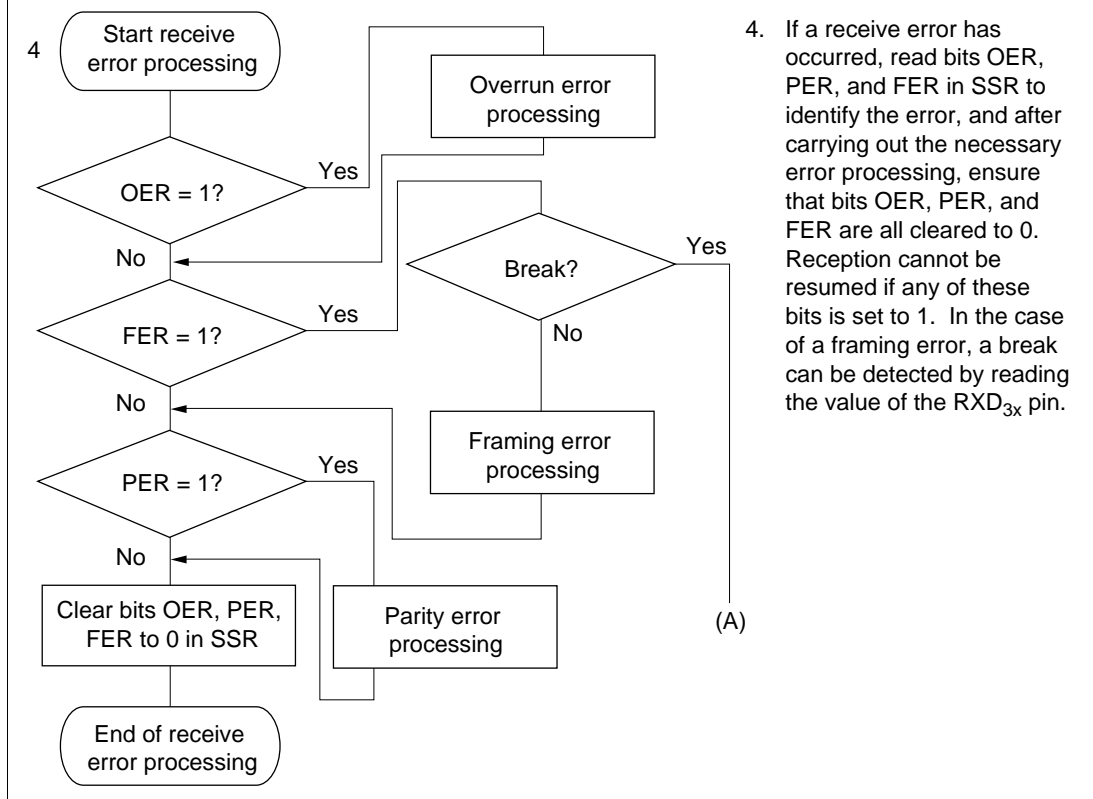 4
Start receive
error processing
Overrun error
processing
OER = 1?
Yes
No
Break?
Yes
No
FER = 1?
Yes
No
Framing error
processing
PER = 1?
Yes
No
Clear bits OER, PER,
FER to 0 in SSR
Parity error
processing
(A)
End of receive
error processing
4. If a receive error has
occurred, read bits OER,
PER, and FER in SSR to
identify the error, and after
carrying out the necessary
error processing, ensure
that bits OER, PER, and
FER are all cleared to 0.
Reception cannot be
resumed if any of these
bits is set to 1. In the case
of a framing error, a break
can be detected by reading
the value of the RXD3x pin.